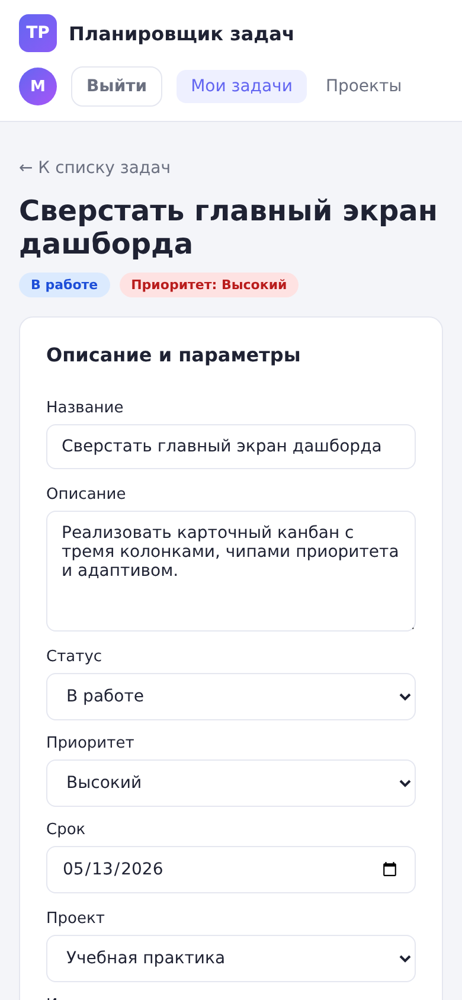 ТР Планировщик задач
М Выйти Мои задачи Проекты
← К списку задач
Сверстать главный экран
дашборда
В работе Приоритет: Высокий
Описание и параметры
Название
Сверстать главный экран дашборда
Описание
Реализовать карточный канбан с
тремя колонками, чипами приоритета
и адаптивом.
Статус
В работе
Приоритет
Высокий
Срок
05/13/2026
Проект
Учебная практика